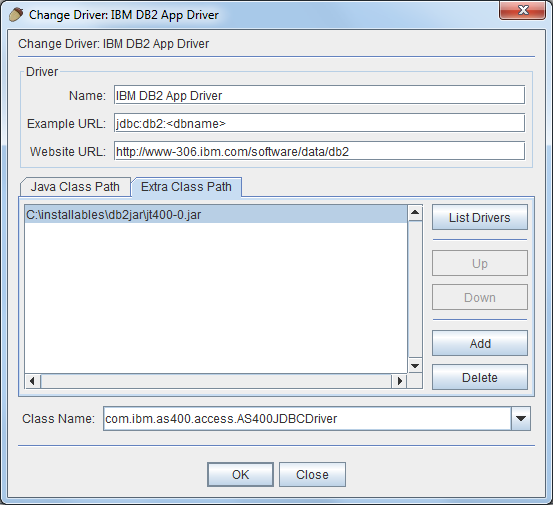 Change Driver: IBM DB2 App Driver
Change Driver: IBM DB2 App Driver
Driver
Name: IBM DB2 App Driver
Example URL: jdbc:db2:<dbname>
Website URL: http://www-306.ibm.com/software/data/db2
Java Class Path Extra Class Path
C:\installables\db2jar\jt400-0.jar
List Drivers
Up
Down
Add
Delete
Class Name: com.ibm.as400.access.AS400JDBCDriver
OK Close